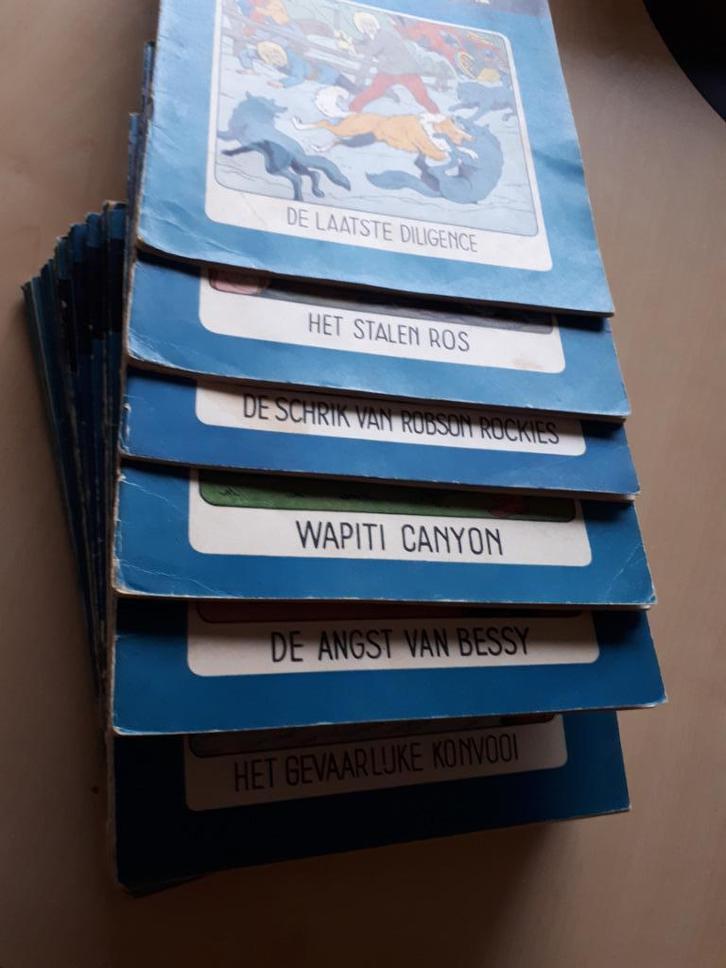 DE LAATSTE DILIGENCE
HET STALEN ROS
DE SCHRIK VAN ROBSON ROCKIES
WAPITI CANYON
DE ANGST VAN BESSY
HET GEVAARLIJKE KONVOOI